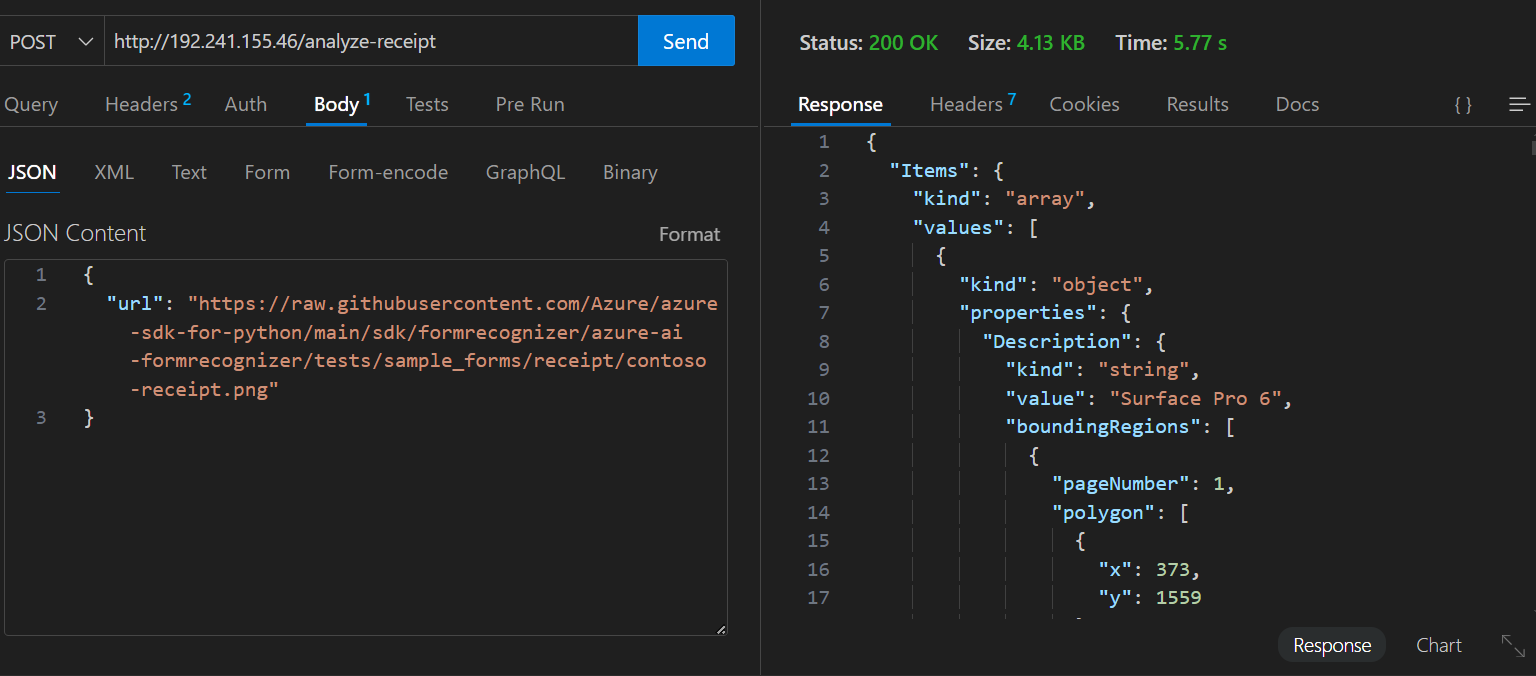 POST http://192.241.155.46/analyze-receipt Send
Query Headers 2 Auth Body 1 Tests Pre Run
JSON XML Text Form Form-encode GraphQL Binary
JSON Content Format
1 {
2 "url": "https://raw.githubusercontent.com/Azure/azure
-sdk-for-python/main/sdk/formrecognizer/azure-ai
-formrecognizer/tests/sample_forms/receipt/contoso
-receipt.png"
3 }
Status: 200 OK Size: 4.13 KB Time: 5.77 s
Response Headers 7 Cookies Results Docs { }
1 {
2 "Items": {
3 "kind": "array",
4 "values": [
5 {
6 "kind": "object",
7 "properties": {
8 "Description": {
9 "kind": "string",
10 "value": "Surface Pro 6",
11 "boundingRegions": [
12 {
13 "pageNumber": 1,
14 "polygon": [
15 {
16 "x": 373,
17 "y": 1559
Response Chart